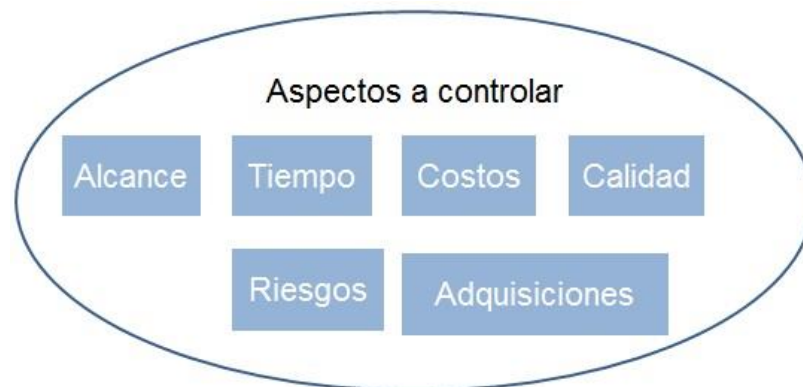 Aspectos a controlar
Alcance Tiempo Costos Calidad
Riesgos Adquisiciones